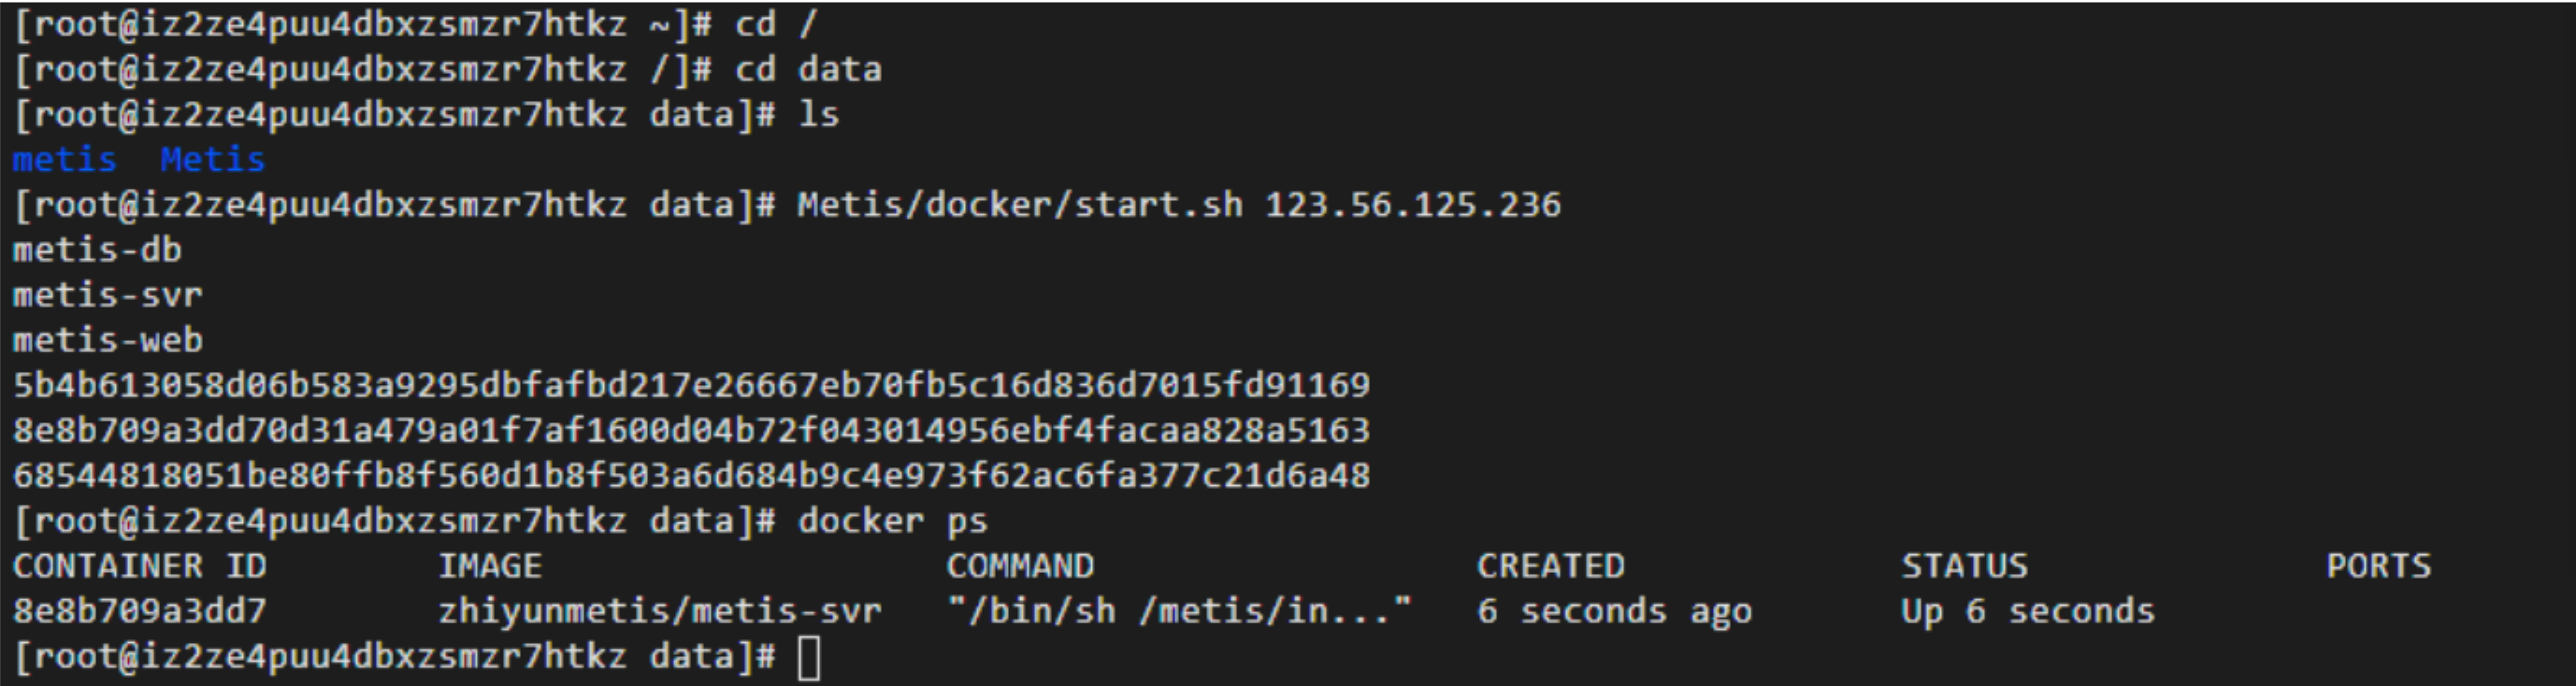 [root@iz2ze4puu4dbxzsmzr7htkz ~]# cd /
[root@iz2ze4puu4dbxzsmzr7htkz /]# cd data
[root@iz2ze4puu4dbxzsmzr7htkz data]# ls
metis  Metis
[root@iz2ze4puu4dbxzsmzr7htkz data]# Metis/docker/start.sh 123.56.125.236
metis-db
metis-svr
metis-web
5b4b613058d06b583a9295dbfafbd217e26667eb70fb5c16d836d7015fd91169
8e8b709a3dd70d31a479a01f7af1600d04b72f043014956ebf4facaa828a5163
68544818051be80ffb8f560d1b8f503a6d684b9c4e973f62ac6fa377c21d6a48
[root@iz2ze4puu4dbxzsmzr7htkz data]# docker ps
CONTAINER ID        IMAGE                   COMMAND                  CREATED             STATUS              PORTS
8e8b709a3dd7        zhiyunmetis/metis-svr   "/bin/sh /metis/in..."   6 seconds ago       Up 6 seconds
[root@iz2ze4puu4dbxzsmzr7htkz data]#